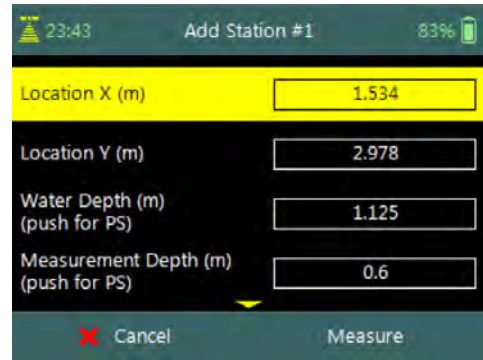 23:43 Add Station #1 83%
Location X (m) 1.534
Location Y (m) 2.978
Water Depth (m)
(push for PS) 1.125
Measurement Depth (m)
(push for PS) 0.6
Cancel Measure